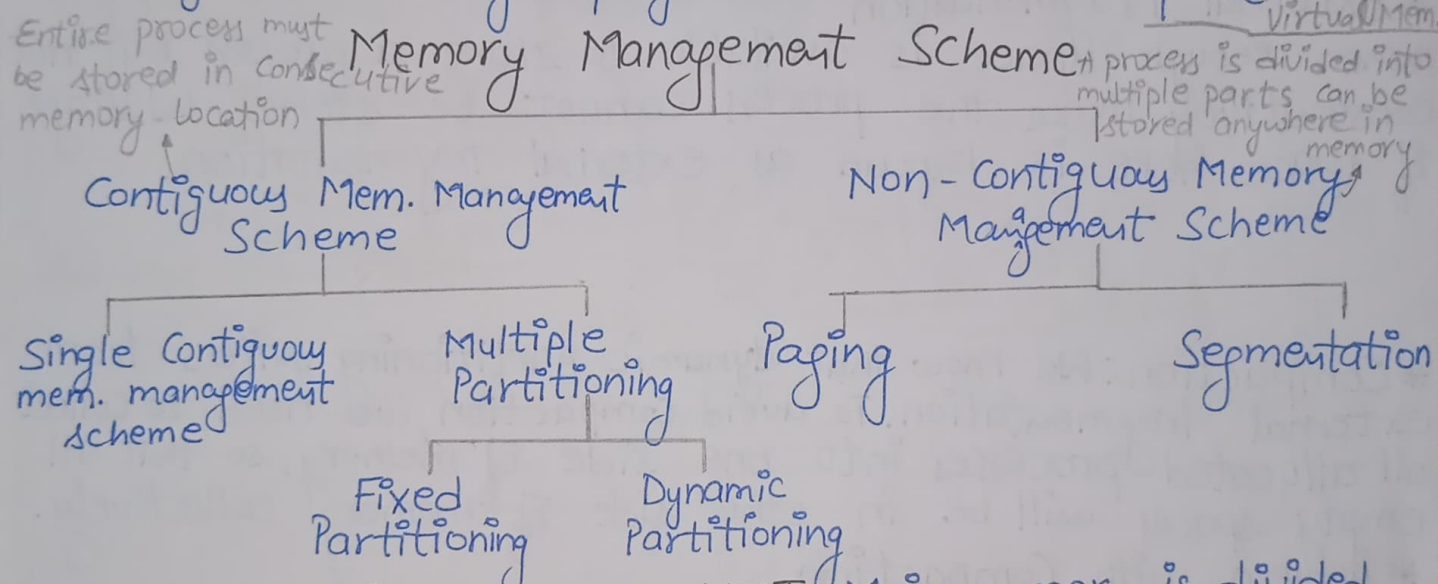 Virtual Mem.
Entire process must
be stored in Consecutive
memory-Location
Memory Management Scheme
process is divided into
multiple parts can be
stored anywhere in
memory
Contiguous Mem. Management
Scheme
Non-Contiguous Memory
Management Scheme
Single Contiguous
mem. management
scheme
Multiple
Partitioning
Paging
Segmentation
Fixed
Partitioning
Dynamic
Partitioning
is divided